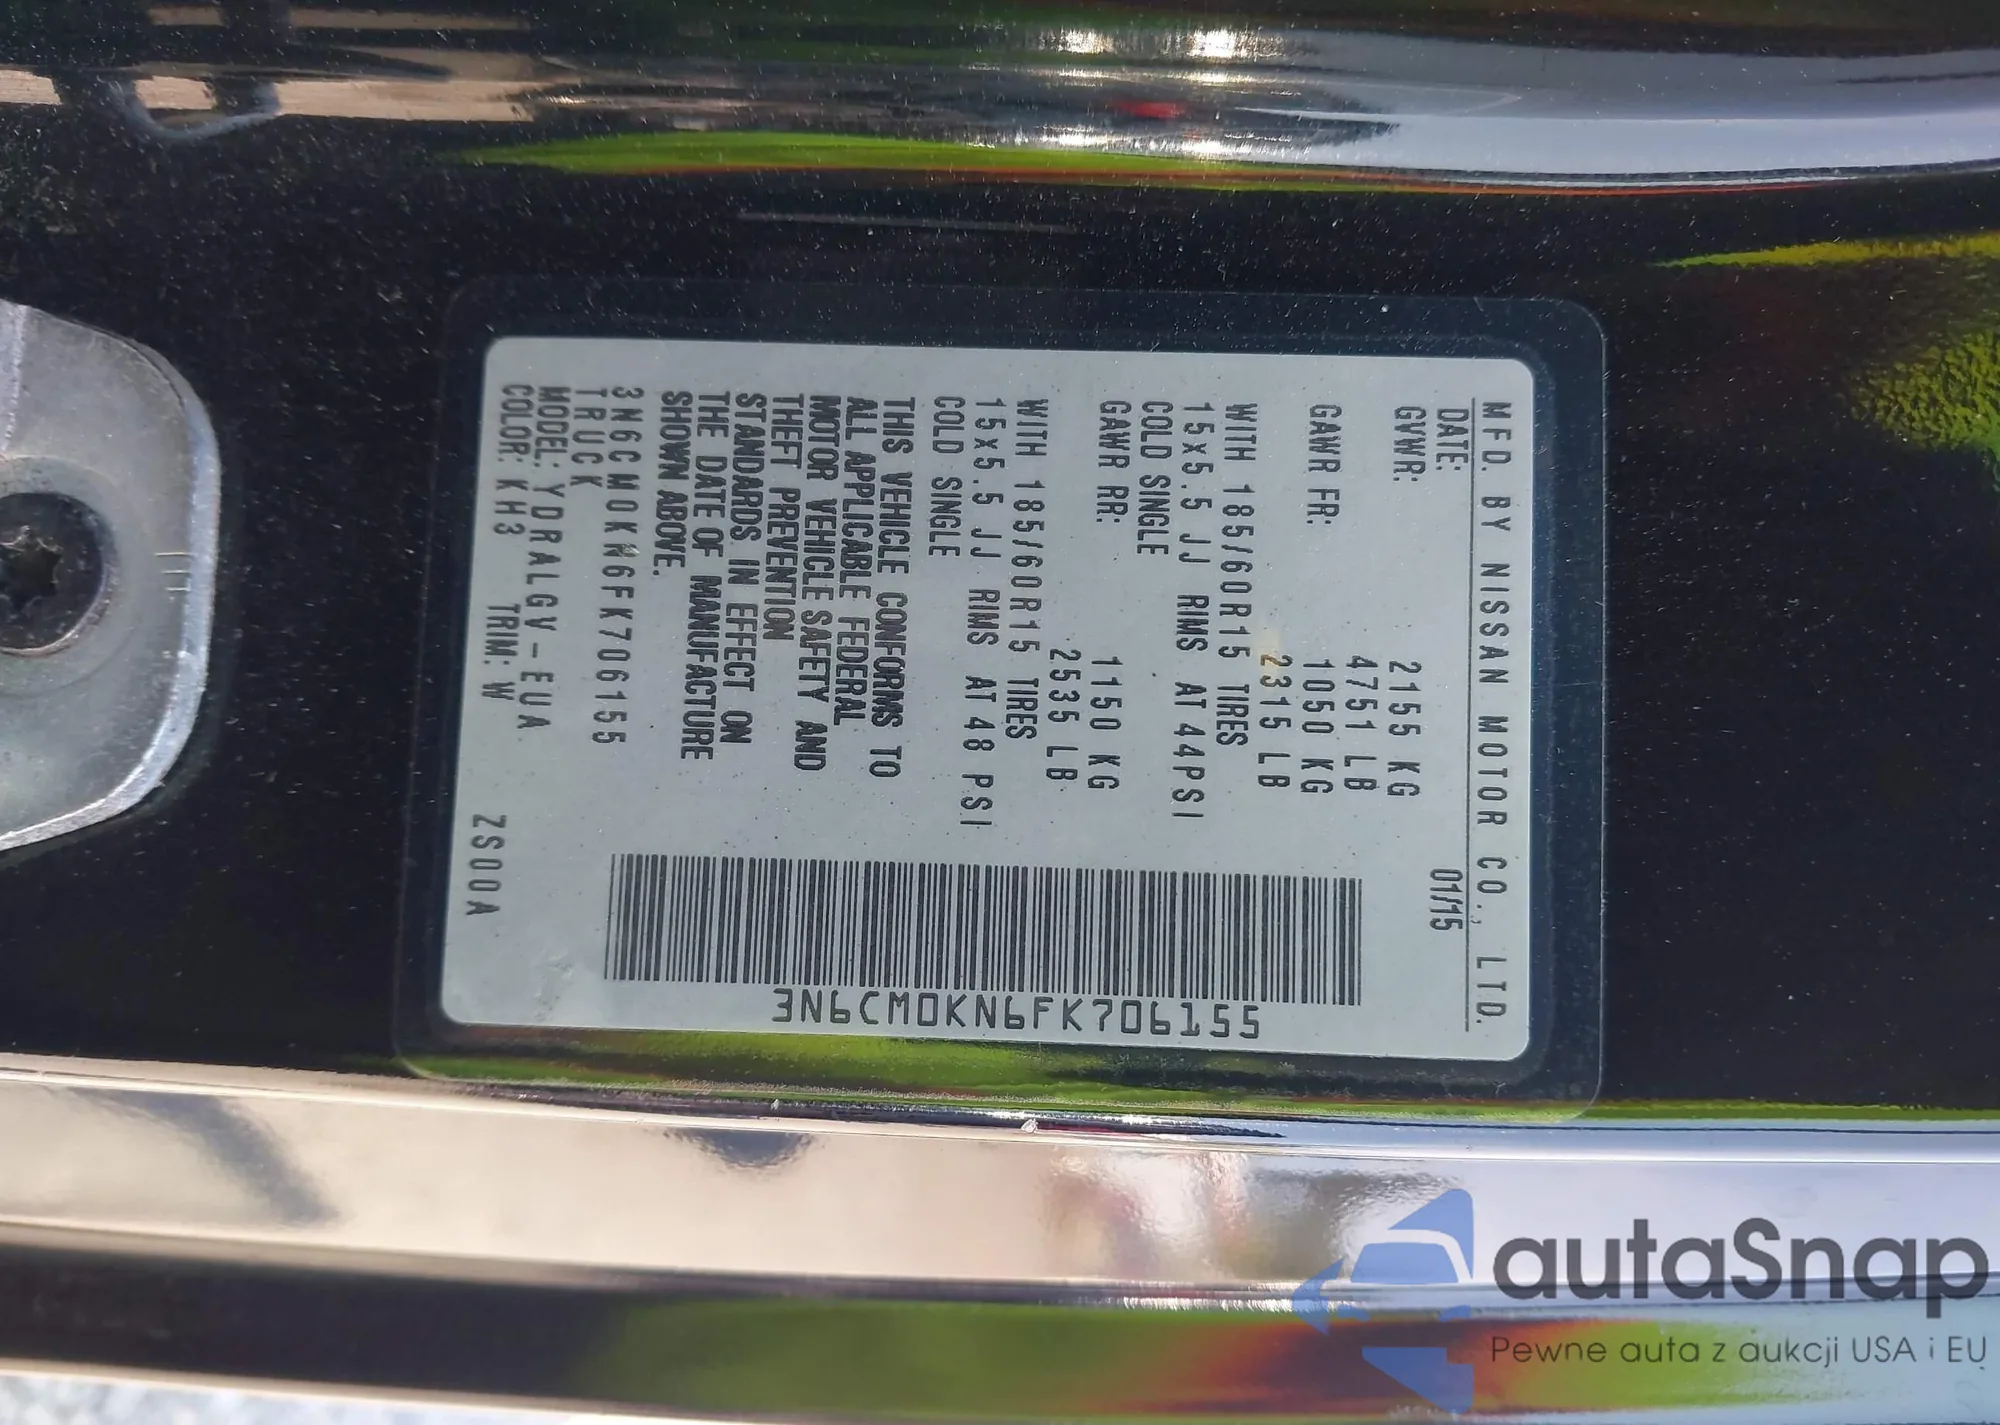 MFD. BY NISSAN MOTOR CO., LTD.
DATE: 01/15
GVWR: 2155 KG
4751 LB
GAWR FR: 1050 KG
2315 LB
WITH 185/60R15 TIRES
15x5.5 JJ RIMS AT 44PSI
COLD SINGLE
GAWR RR: 1150 KG
2535 LB
WITH 185/60R15 TIRES
15x5.5 JJ RIMS AT 48 PSI
COLD SINGLE
THIS VEHICLE CONFORMS TO
ALL APPLICABLE FEDERAL
MOTOR VEHICLE SAFETY AND
THEFT PREVENTION
STANDARDS IN EFFECT ON
THE DATE OF MANUFACTURE
SHOWN ABOVE.
3N6CM0KN6FK706155
TRUCK
MODEL: YDRALGV-EUA
COLOR: KH3 TRIM: W ZS00A
3N6CM0KN6FK706155
autaSnap
Pewne auta z aukcji USA i EU